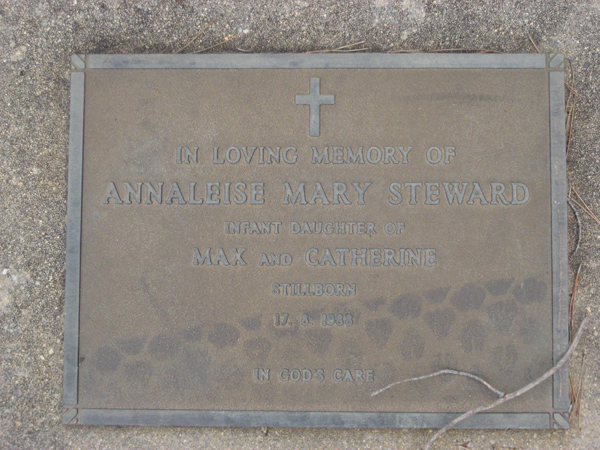 IN LOVING MEMORY OF
ANNALEISE MARY STEWARD
INFANT DAUGHTER OF
MAX AND CATHERINE
STILLBORN
IN GOD'S CARE